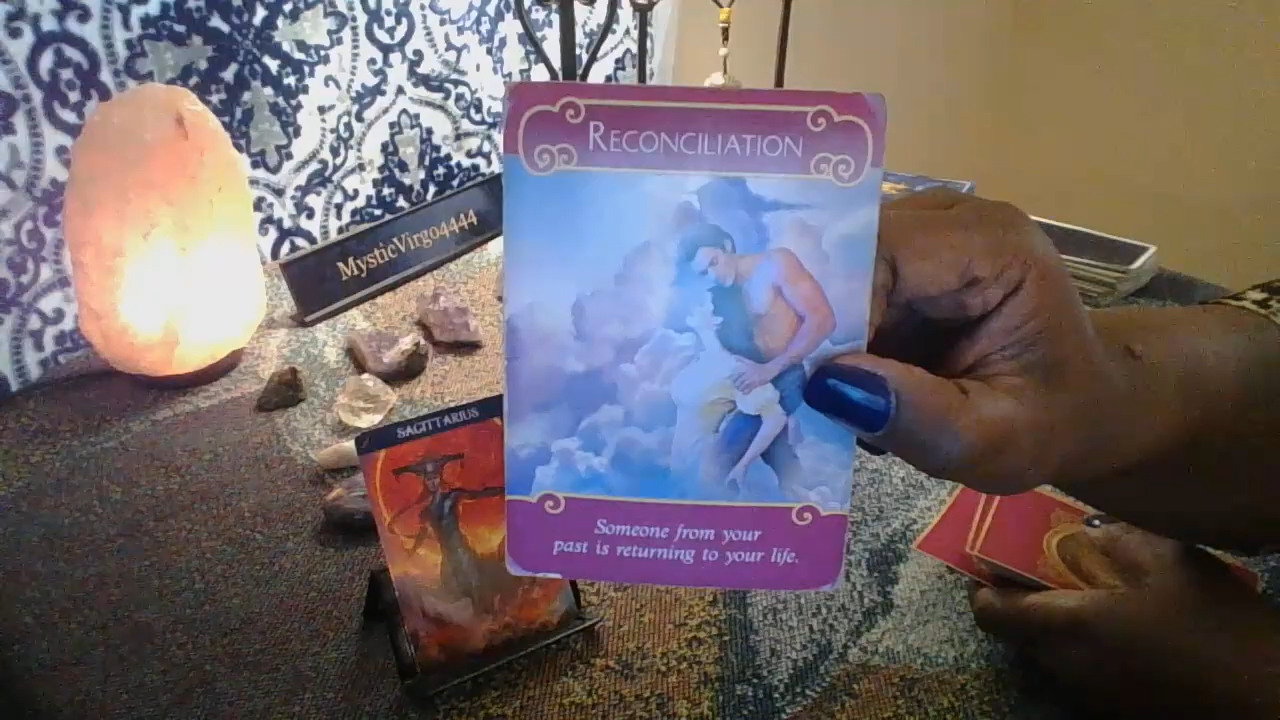 RECONCILIATION
MysticVirgo4444
SAGITTARIUS
Someone from your
past is returning to your life.